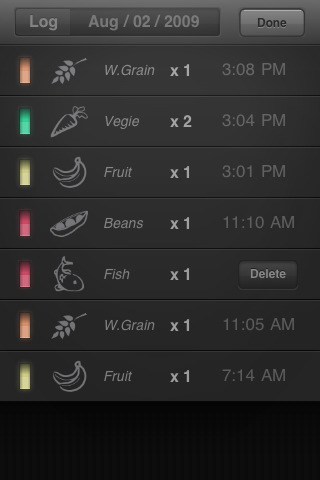 Log Aug / 02 / 2009 Done
W.Grain x 1 3:08 PM
Vegie x 2 3:04 PM
Fruit x 1 3:01 PM
Beans x 1 11:10 AM
Fish x 1 Delete
W.Grain x 1 11:05 AM
Fruit x 1 7:14 AM